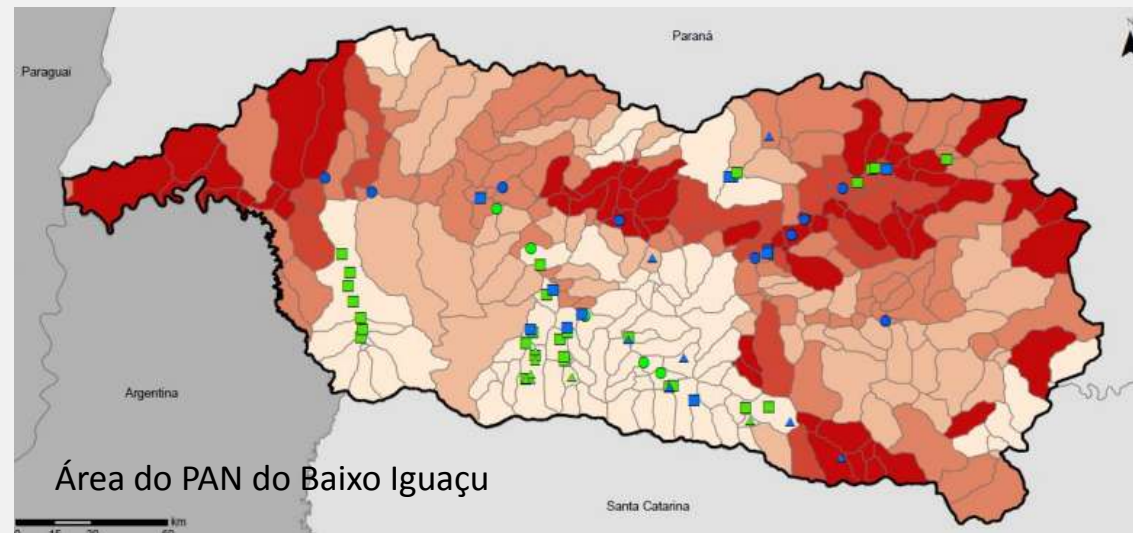 Paraná
Paraguai
Argentina
Área do PAN do Baixo Iguaçu
Santa Catarina
km